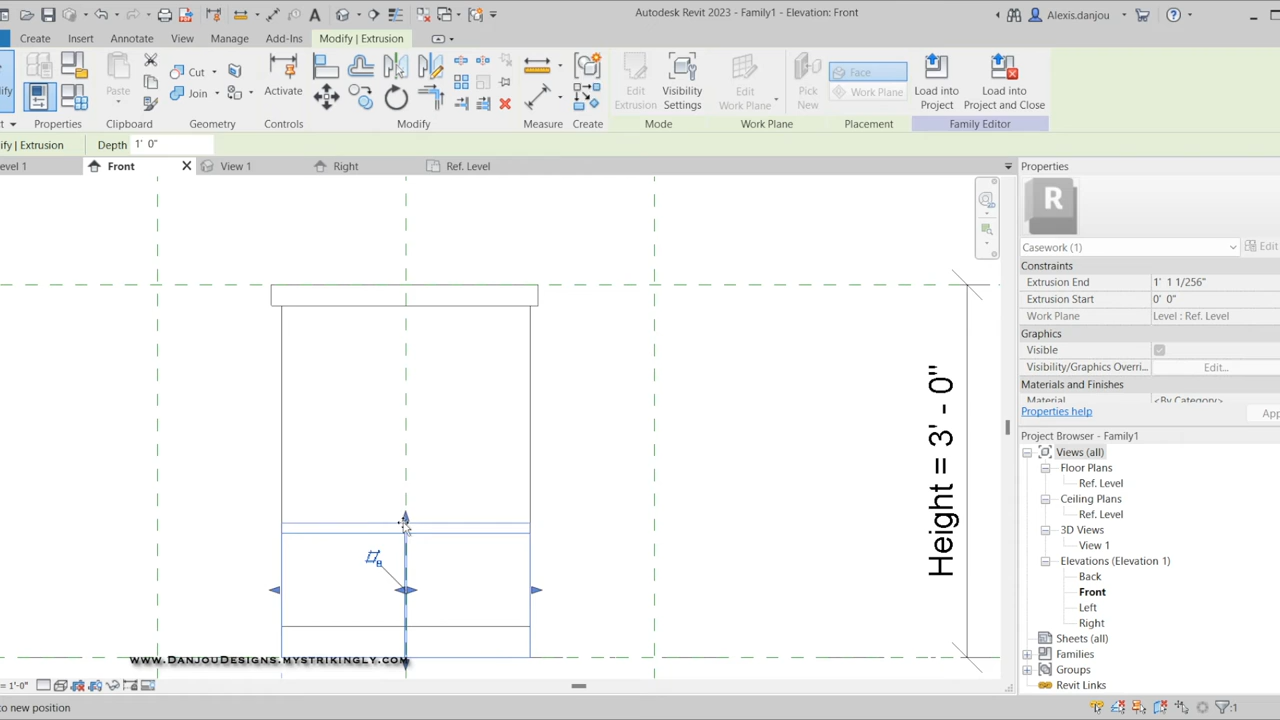 Autodesk Revit 2023 - Family1 - Elevation: Front
Alexis.danjou
Create Insert Annotate View Manage Add-Ins Modify | Extrusion
Paste
Cut
Join
Activate
Edit Extrusion
Visibility Settings
Edit Work Plane
Pick New
Face
Work Plane
Load into Project
Load into Project and Close
Properties Clipboard Geometry Controls Modify Measure Create Mode Work Plane Placement Family Editor
ify | Extrusion Depth 1' 0"
evel 1 Front View 1 Right Ref. Level
Properties
R
Casework (1) Edit
Constraints
Extrusion End 1' 1 1/256"
Extrusion Start 0' 0"
Work Plane Level : Ref. Level
Graphics
Visible
Visibility/Graphics Overri... Edit...
Materials and Finishes
Material <By Category>
Properties help App
Project Browser - Family1
Views (all)
Floor Plans
Ref. Level
Ceiling Plans
Ref. Level
3D Views
View 1
Elevations (Elevation 1)
Back
Front
Left
Right
Sheets (all)
Families
Groups
Revit Links
Height = 3' - 0"
www.DanjouDesigns.mystrikingly.com
= 1'-0"
to new position
:1